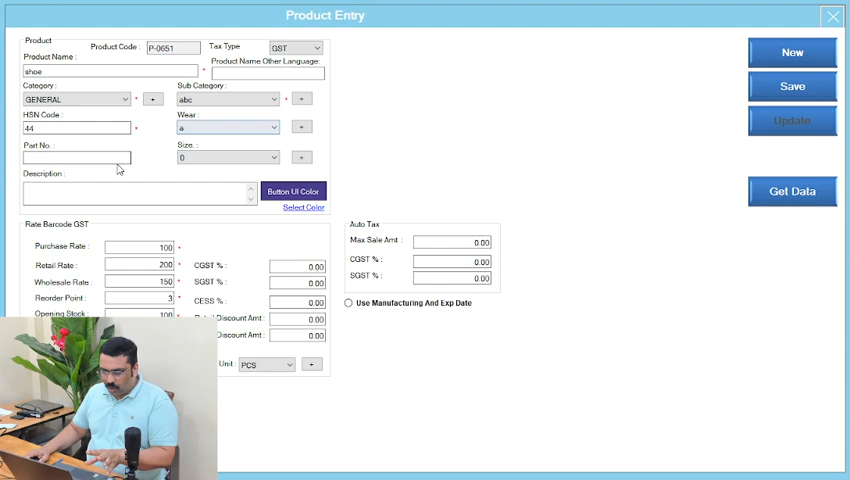 Product Entry
Product
Product Code :
P-0651
Tax Type
GST
New
Product Name :
Product Name Other Language:
shoe
*
Category :
Sub Category :
Save
GENERAL
*
+
abc
*
+
HSN Code :
Wear :
Update
44
*
a
+
Part No. :
Size. :
0
+
Description :
Button UI Color
Get Data
Select Color
Rate Barcode GST
Auto Tax
Purchase Rate :
100
*
Max Sale Amt :
0.00
Retail Rate :
200
*
CGST % :
0.00
CGST % :
0.00
Wholesale Rate :
150
*
SGST % :
0.00
SGST % :
0.00
Reorder Point :
3
*
CESS % :
0.00
Use Manufacturing And Exp Date
Opening Stock :
100
Discount Amt :
0.00
Discount Amt :
0.00
Unit :
PCS
+